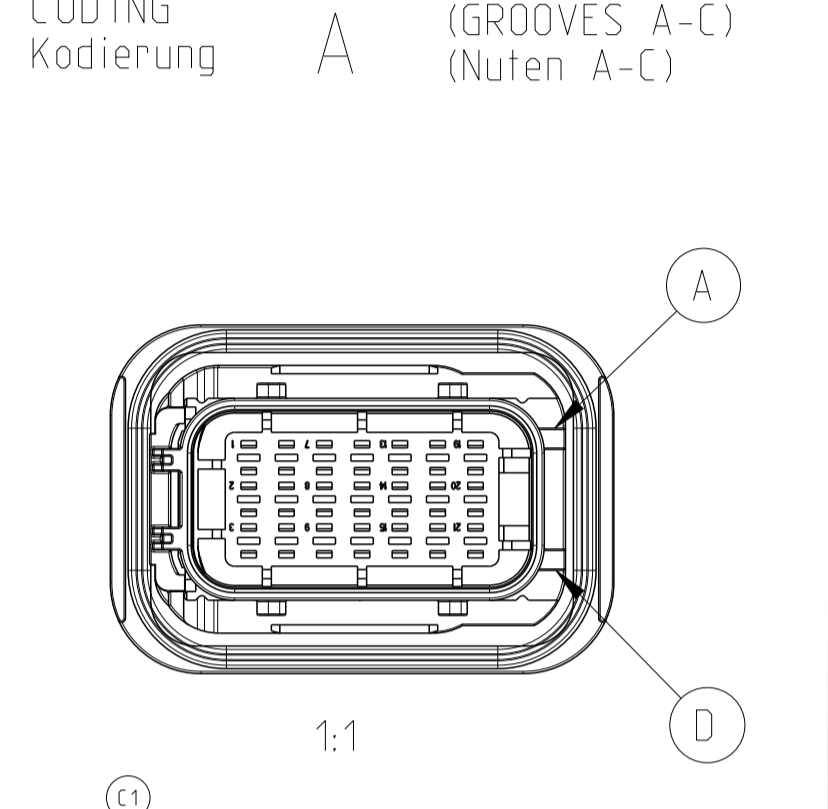 CODING
Kodierung
A
(GROOVES A-C)
(Nuten A-C)
A
1 7 13 19
2 8 14 20
3 9 15 21
D
1:1
C1